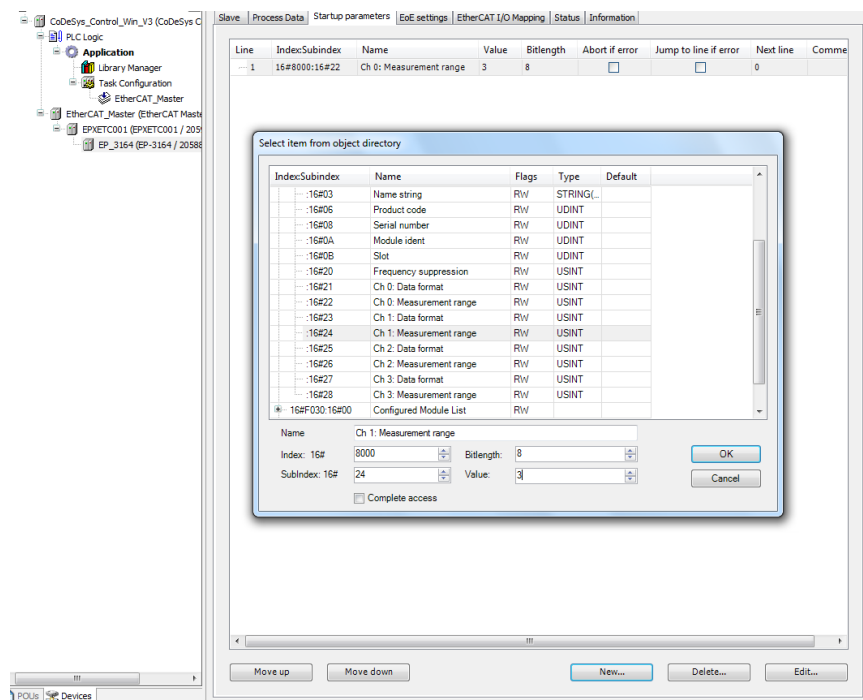 CoDeSys_Control_Win_V3 (CoDeSys C
PLC Logic
Application
Library Manager
Task Configuration
EtherCAT_Master
EtherCAT_Master (EtherCAT Maste
EPXETC001 (EPXETC001 / 205
EP_3164 (EP-3164 / 20588
POUs Devices
Slave Process Data Startup parameters EoE settings EtherCAT I/O Mapping Status Information
Line Index:Subindex Name Value Bitlength Abort if error Jump to line if error Next line Comme
1 16#8000:16#22 Ch 0: Measurement range 3 8 0
Select item from object directory
Index:Subindex Name Flags Type Default
:16#03 Name string RW STRING(...
:16#06 Product code RW UDINT
:16#08 Serial number RW UDINT
:16#0A Module ident RW UDINT
:16#0B Slot RW UDINT
:16#20 Frequency suppression RW USINT
:16#21 Ch 0: Data format RW USINT
:16#22 Ch 0: Measurement range RW USINT
:16#23 Ch 1: Data format RW USINT
:16#24 Ch 1: Measurement range RW USINT
:16#25 Ch 2: Data format RW USINT
:16#26 Ch 2: Measurement range RW USINT
:16#27 Ch 3: Data format RW USINT
:16#28 Ch 3: Measurement range RW USINT
16#F030:16#00 Configured Module List RW
Name Ch 1: Measurement range
Index: 16# 8000 Bitlength: 8 OK
SubIndex: 16# 24 Value: 3 Cancel
Complete access
Move up Move down New... Delete... Edit...